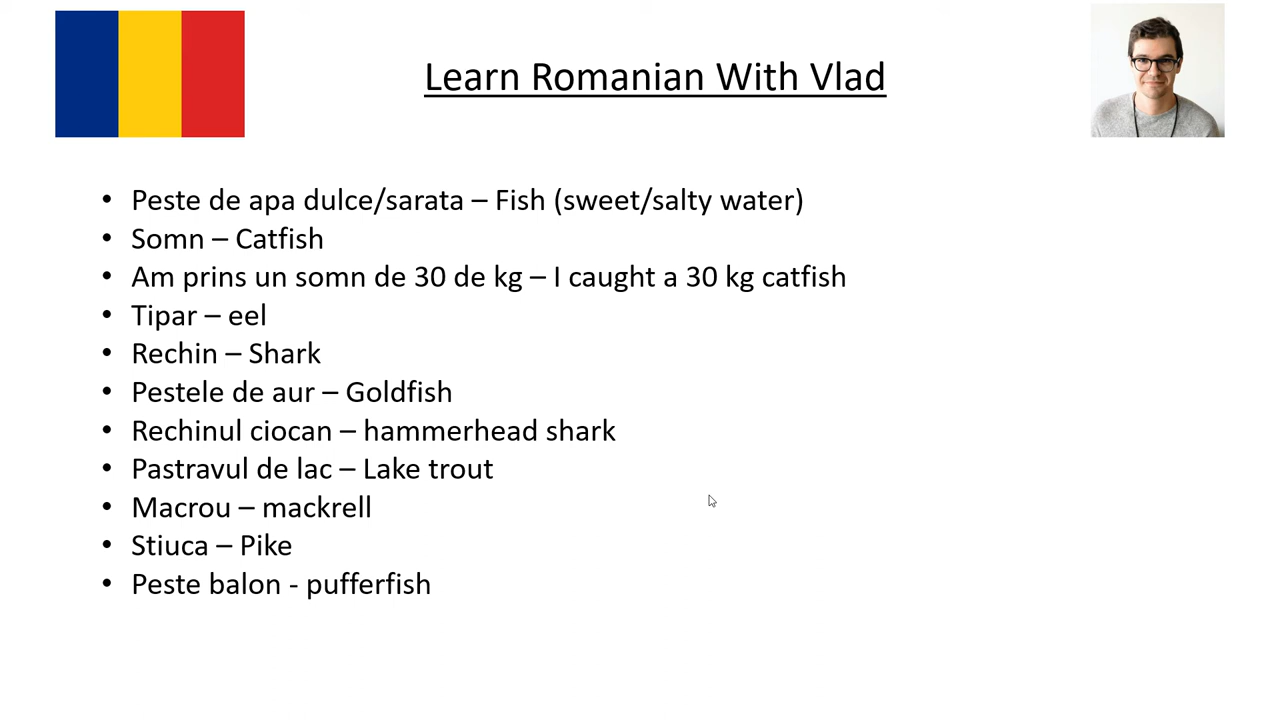 Learn Romanian With Vlad
• Peste de apa dulce/sarata – Fish (sweet/salty water)
• Somn – Catfish
• Am prins un somn de 30 de kg – I caught a 30 kg catfish
• Tipar – eel
• Rechin – Shark
• Pestele de aur – Goldfish
• Rechinul ciocan – hammerhead shark
• Pastravul de lac – Lake trout
• Macrou – mackrell
• Stiuca – Pike
• Peste balon - pufferfish